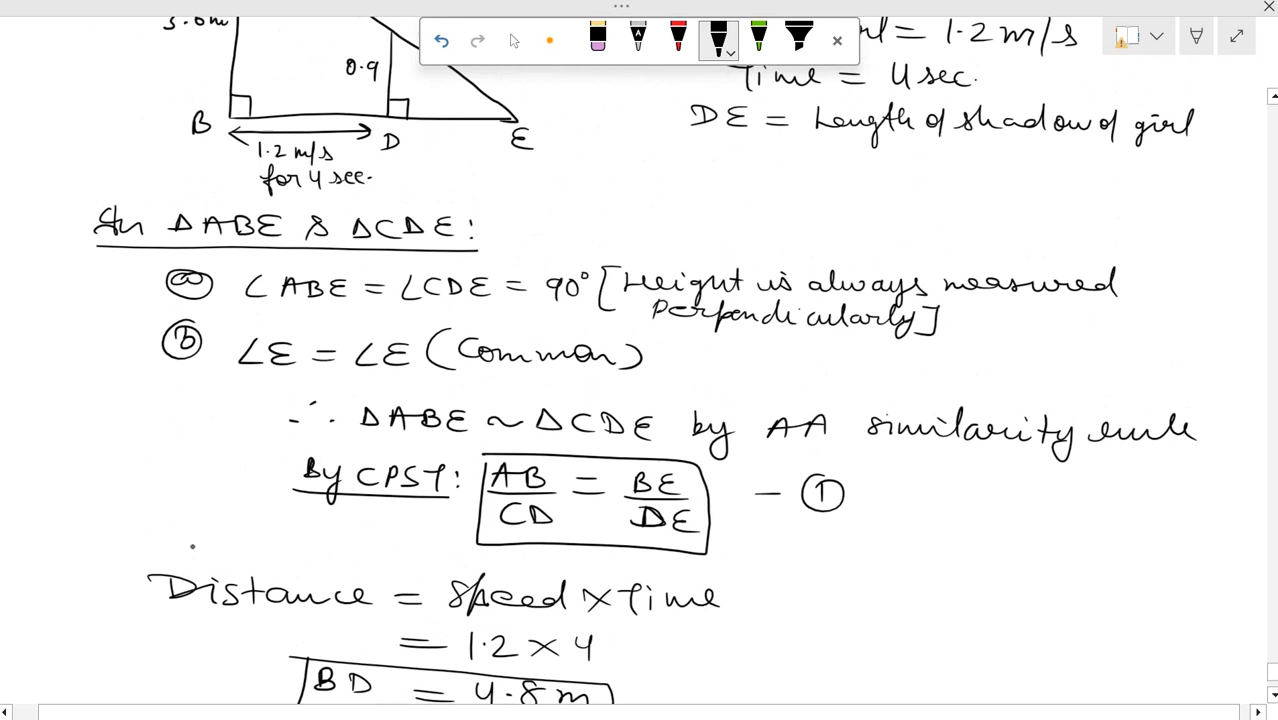 0.9
B
D
E
1.2 m/s
for 4 sec.
= 1.2 m/s
Time = 4 sec.
DE = Length of shadow of girl
In ΔABE & ΔCDE:
(a) ∠ABE = ∠CDE = 90° [Height is always measured
perpendicularly]
(b) ∠E = ∠E (Common)
∴ ΔABE ~ ΔCDE by AA similarity rule
By CPST: AB/CD = BE/DE - ①
Distance = Speed × Time
= 1.2 × 4
BD = 4.8 m